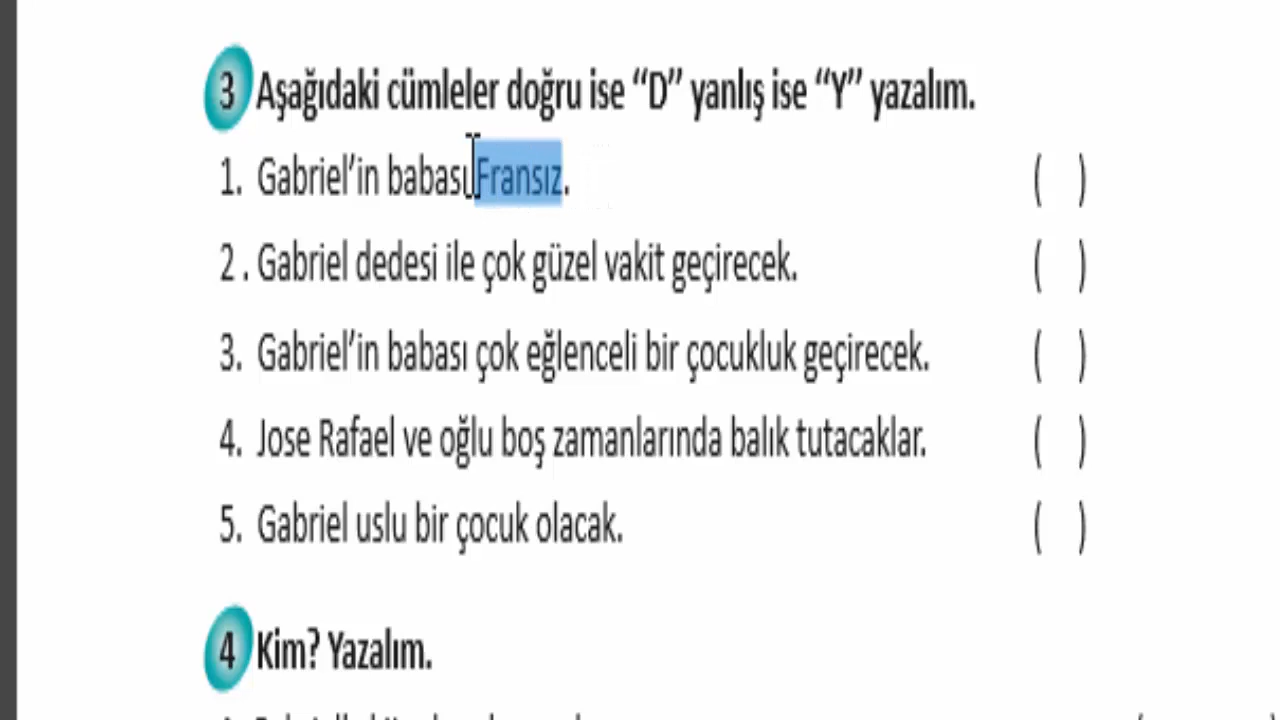 3 Aşağıdaki cümleler doğru ise “D” yanlış ise “Y” yazalım.
1. Gabriel’in babası Fransız. ( )
2 . Gabriel dedesi ile çok güzel vakit geçirecek. ( )
3. Gabriel’in babası çok eğlenceli bir çocukluk geçirecek. ( )
4. Jose Rafael ve oğlu boş zamanlarında balık tutacaklar. ( )
5. Gabriel uslu bir çocuk olacak. ( )
4 Kim? Yazalım.